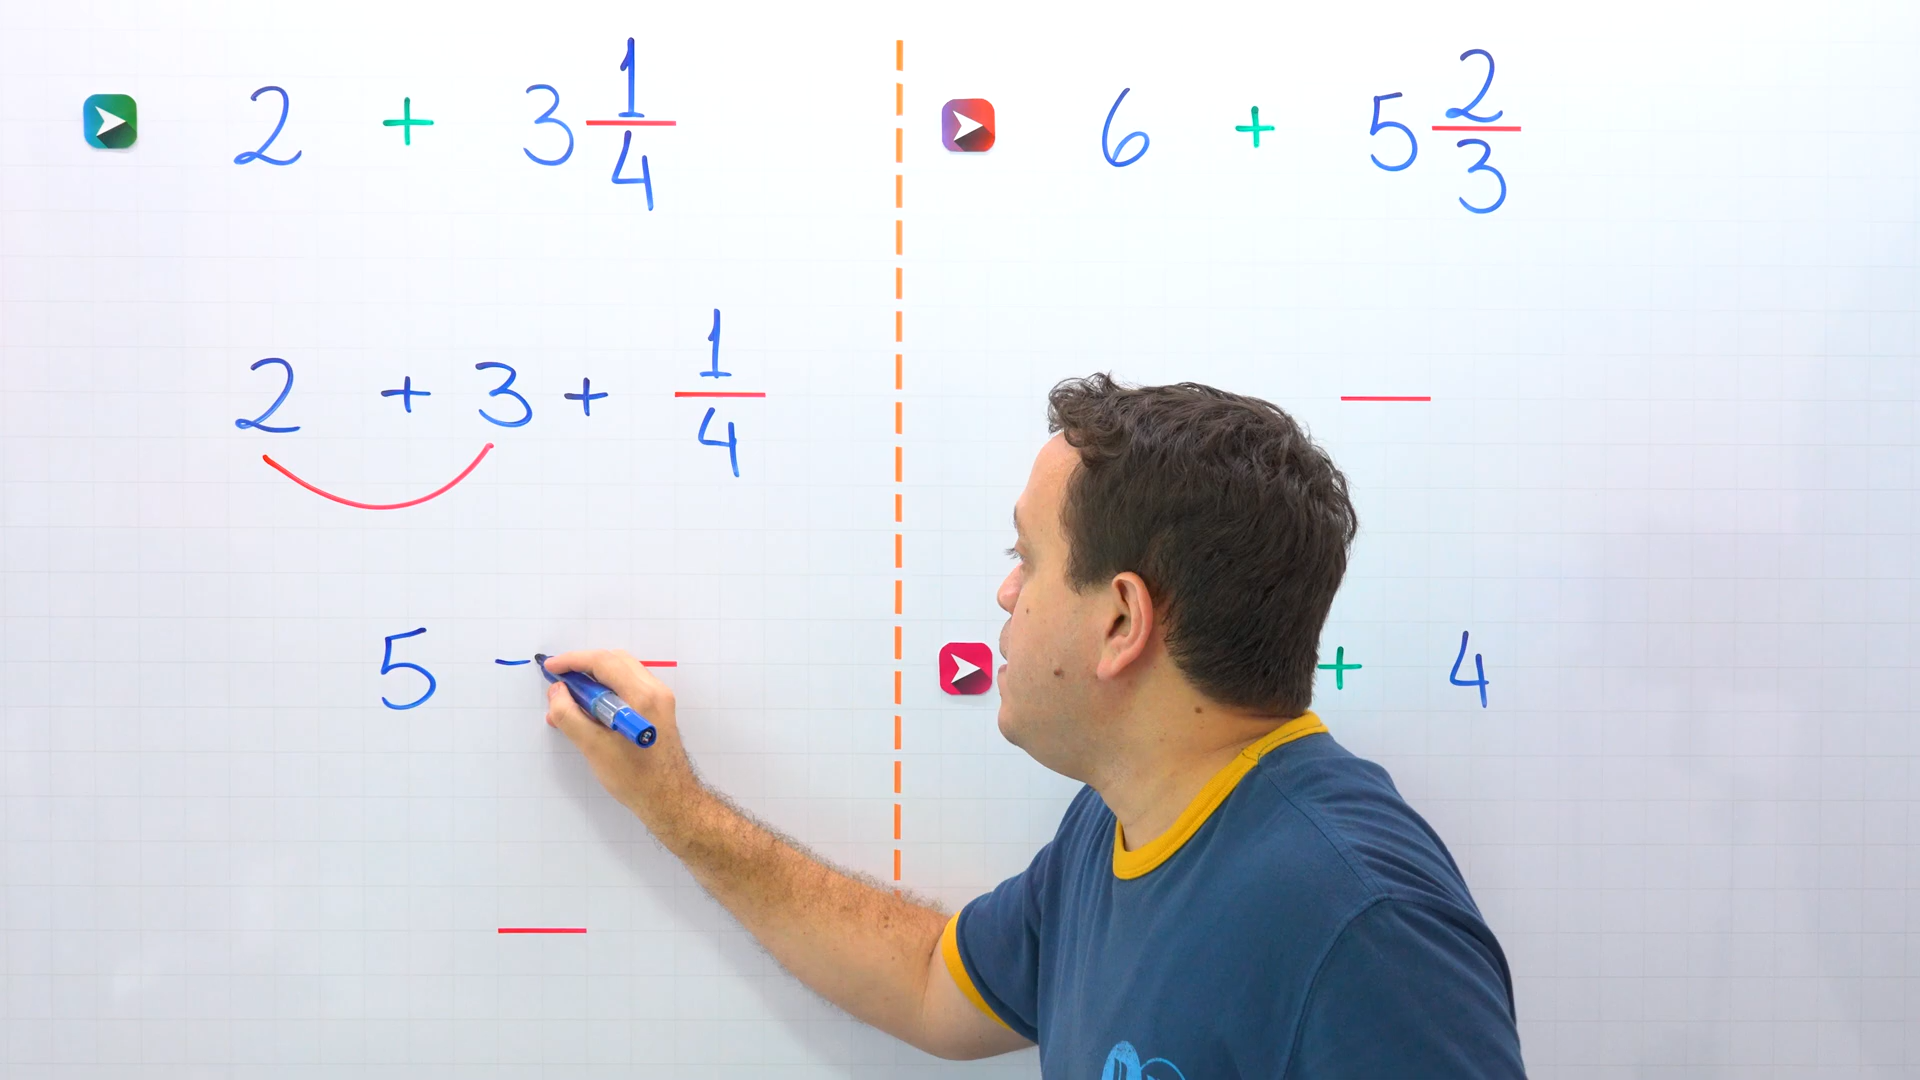 2 + 3 1/4
2 + 3 + 1/4
5 -
6 + 5 2/3
+ 4